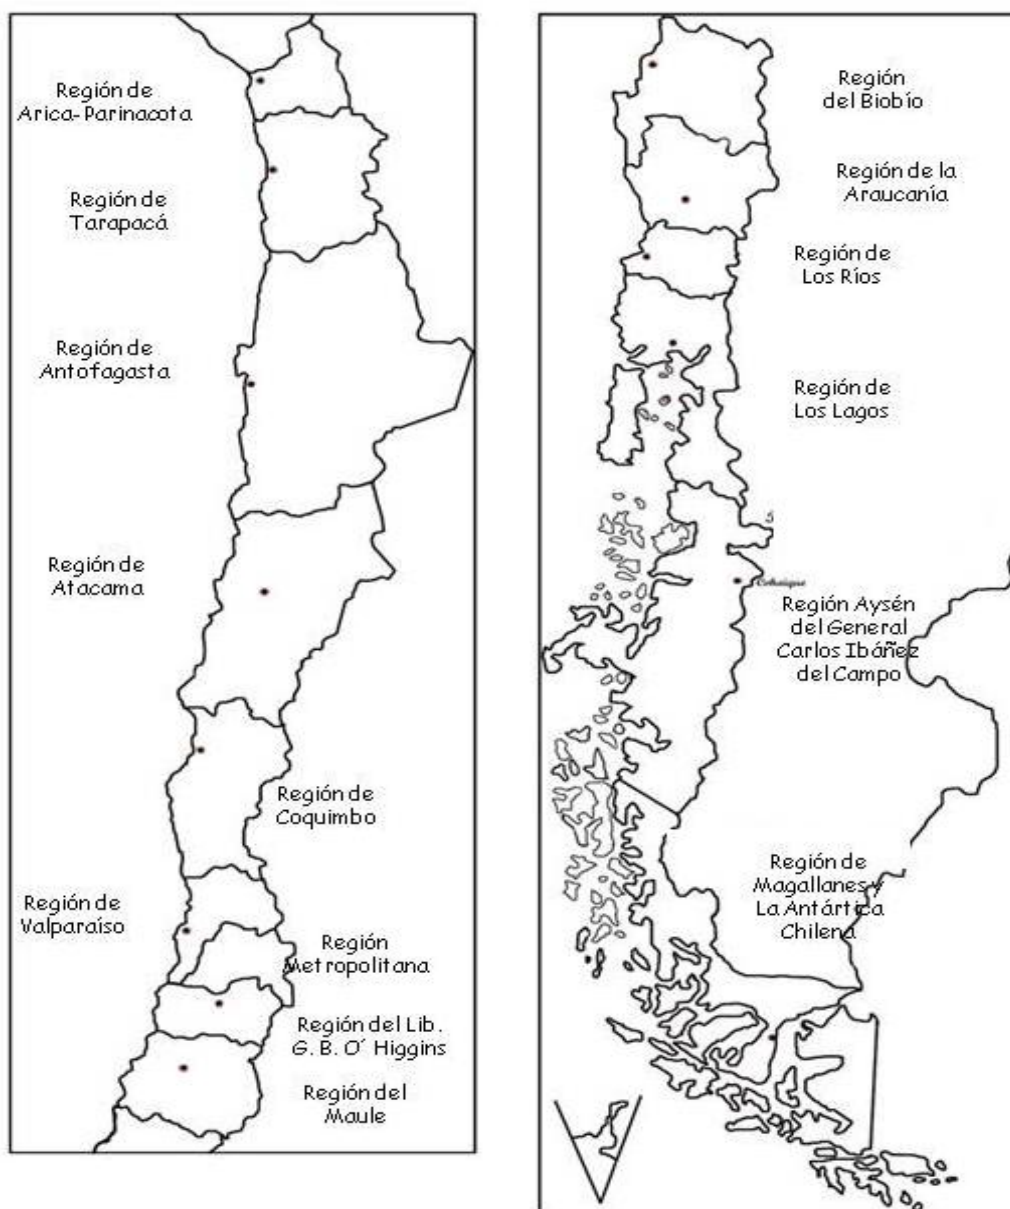 Región de
Arica-Parinacota
Región de
Tarapacá
Región de
Antofagasta
Región de
Atacama
Región de
Coquimbo
Región de
Valparaíso
Región
Metropolitana
Región del Lib.
G. B. O´ Higgins
Región del
Maule
Región
del Biobío
Región de la
Araucanía
Región de
Los Ríos
Región de
Los Lagos
Cohaique
Región Aysén
del General
Carlos Ibáñez
del Campo
Región de
Magallanes y
La Antártica
Chilena